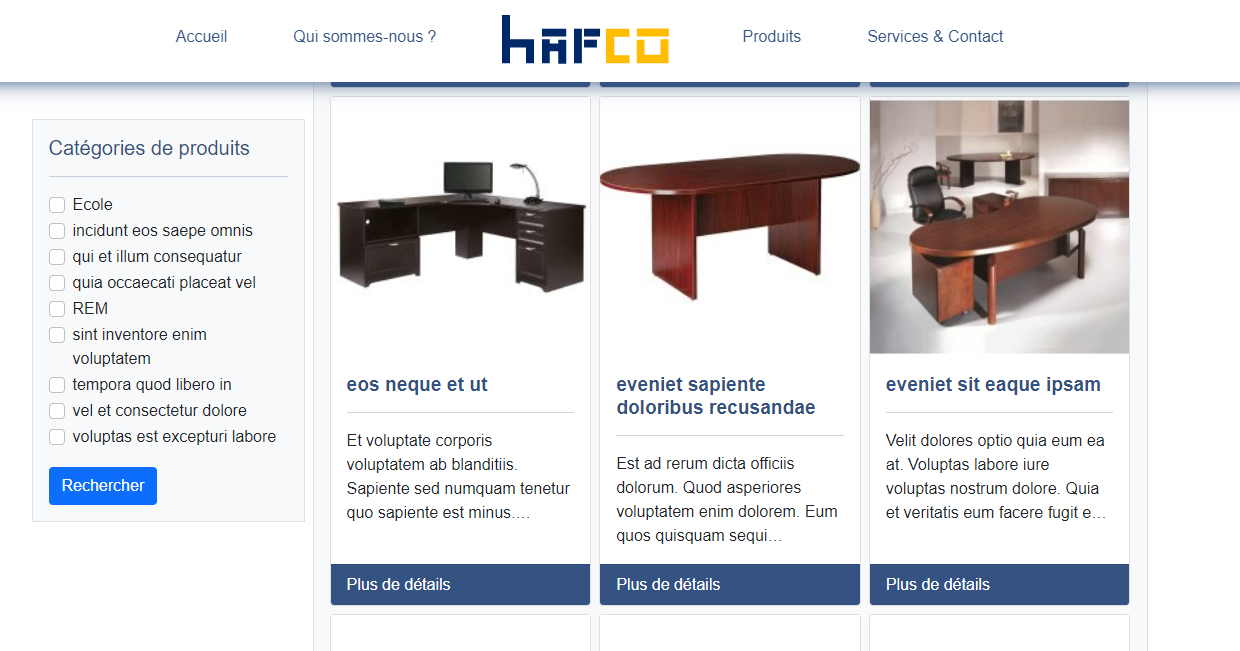 Accueil
Qui sommes-nous ?
hAFCO
Produits
Services & Contact
Catégories de produits
Ecole
incidunt eos saepe omnis
qui et illum consequatur
quia occaecati placeat vel
REM
sint inventore enim
voluptatem
tempora quod libero in
vel et consectetur dolore
voluptas est excepturi labore
Rechercher
eos neque et ut
Et voluptate corporis
voluptatem ab blanditiis.
Sapiente sed numquam tenetur
quo sapiente est minus.…
Plus de détails
eveniet sapiente
doloribus recusandae
Est ad rerum dicta officiis
dolorum. Quod asperiores
voluptatem enim dolorem. Eum
quos quisquam sequi…
Plus de détails
eveniet sit eaque ipsam
Velit dolores optio quia eum ea
at. Voluptas labore iure
voluptas nostrum dolore. Quia
et veritatis eum facere fugit e…
Plus de détails